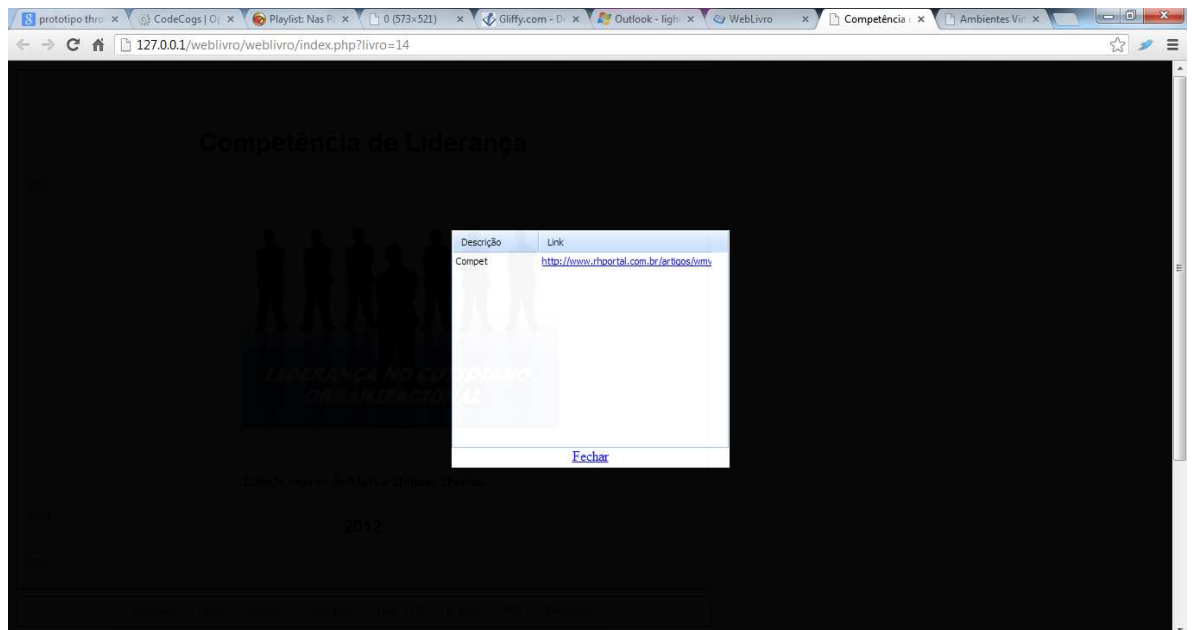 prototipo thro
CodeCogs | O
Playlist: Nas P
0 (573×521)
Gliffy.com - D
Outlook - ligh
WebLivro
Competência
Ambientes Vir
127.0.0.1/weblivro/weblivro/index.php?livro=14
Competência de Liderança
Descrição Link
Compet http://www.rhportal.com.br/artigos/wmv
LIDERANÇA NO COTIDIANO
ORGANIZACIONAL
Fechar
2012